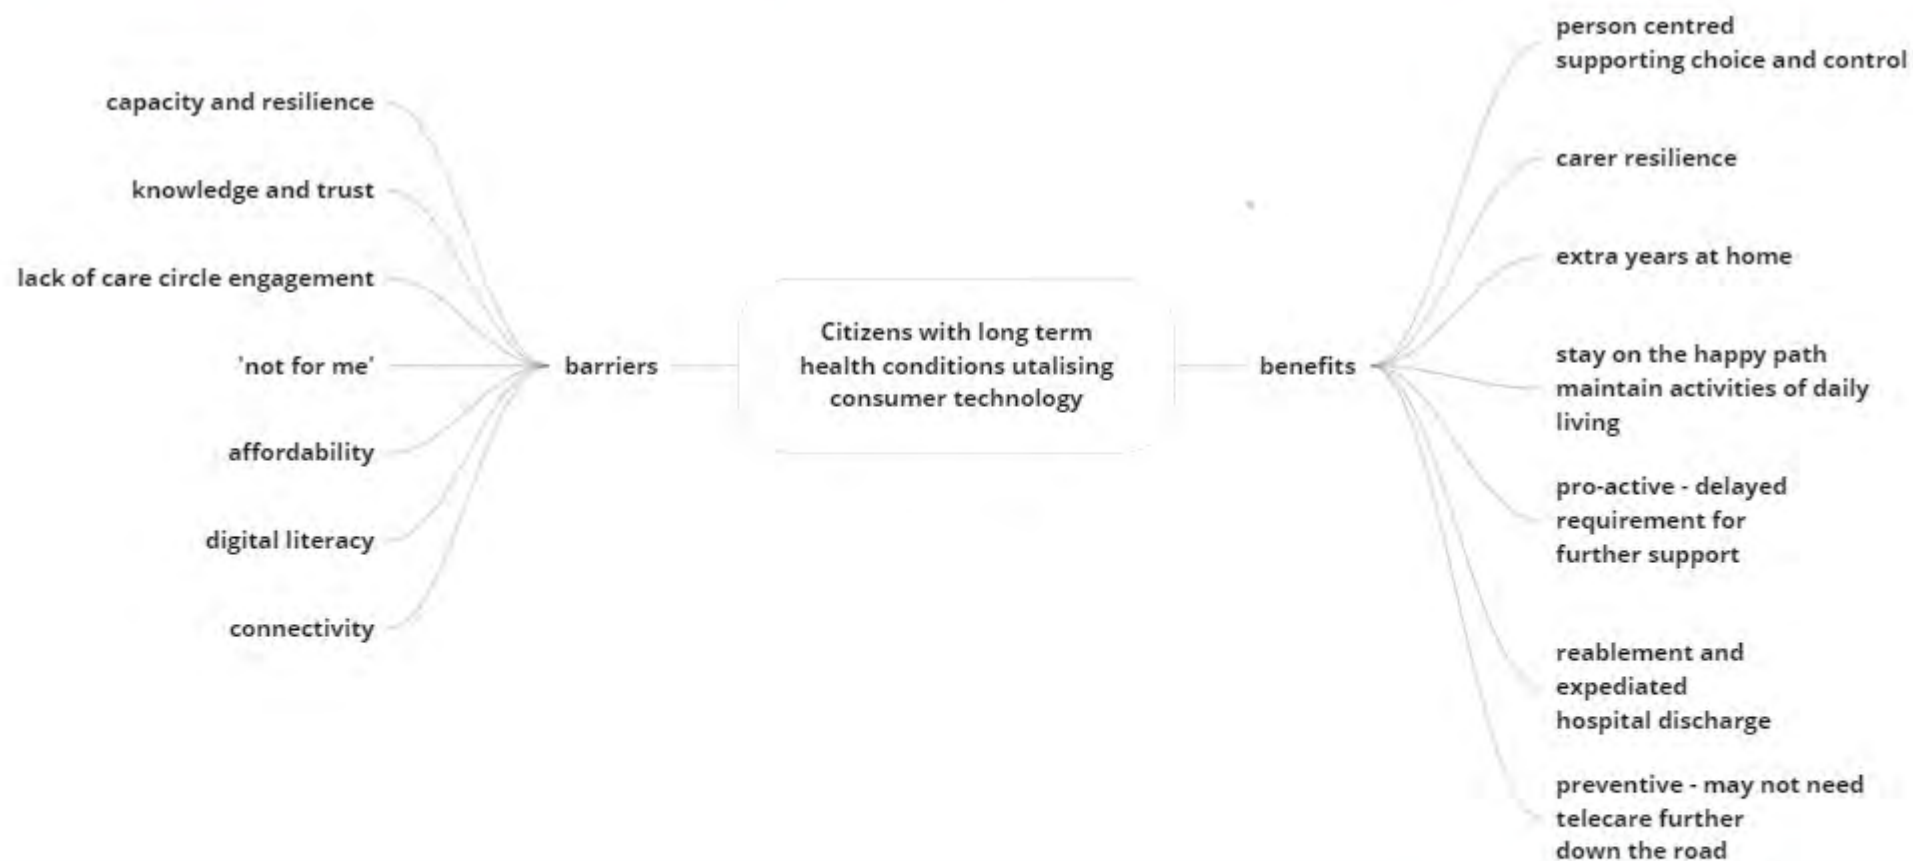 capacity and resilience
knowledge and trust
lack of care circle engagement
'not for me'
affordability
digital literacy
connectivity
barriers
Citizens with long term
health conditions utalising
consumer technology
benefits
person centred
supporting choice and control
carer resilience
extra years at home
stay on the happy path
maintain activities of daily
living
pro-active - delayed
requirement for
further support
reablement and
expediated
hospital discharge
preventive - may not need
telecare further
down the road